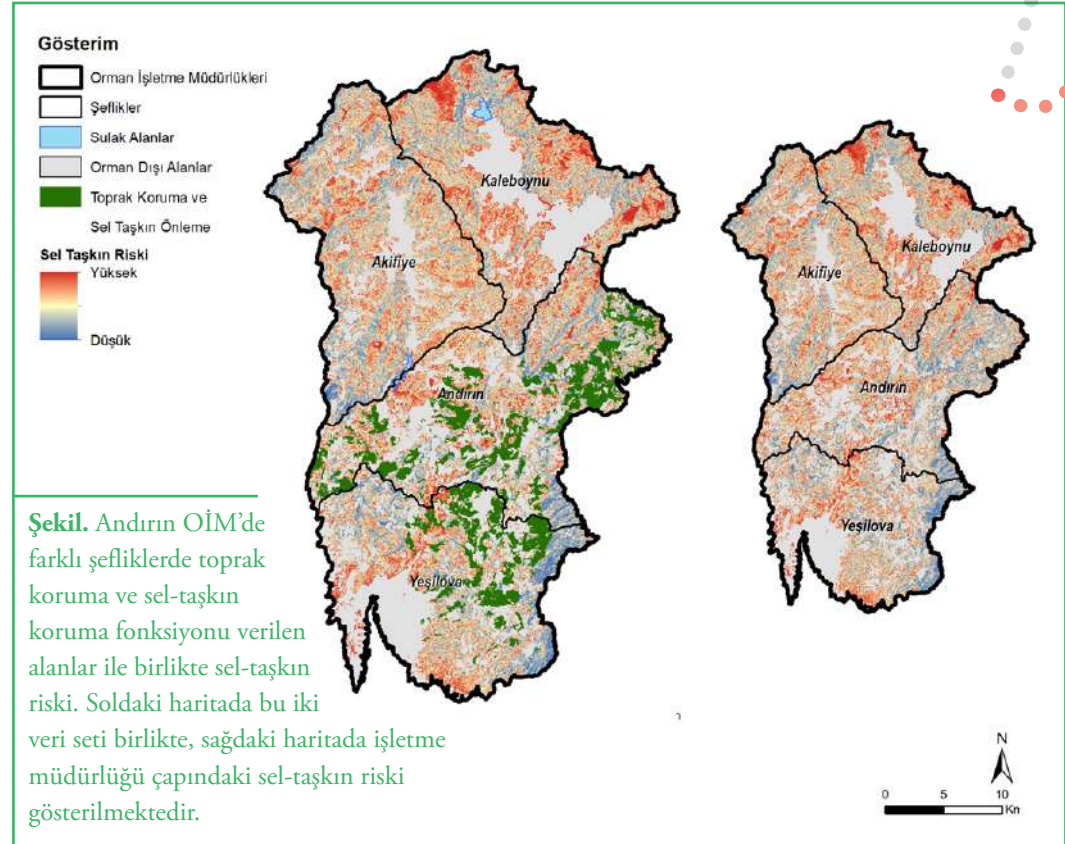 Gösterim
Orman İşletme Müdürlükleri
Şeflikler
Sulak Alanlar
Orman Dışı Alanlar
Toprak Koruma ve
Sel Taşkın Önleme
Sel Taşkın Riski
Yüksek
Düşük
Kaleboynu
Akifiye
Andırın
Yeşilova
Kaleboynu
Akifiye
Andırın
Yeşilova
Şekil. Andırın OİM’de
farklı şefliklerde toprak
koruma ve sel-taşkın
koruma fonksiyonu verilen
alanlar ile birlikte sel-taşkın
riski. Soldaki haritada bu iki
veri seti birlikte, sağdaki haritada işletme
müdürlüğü çapındaki sel-taşkın riski
gösterilmektedir.
N
0 5 10
Km